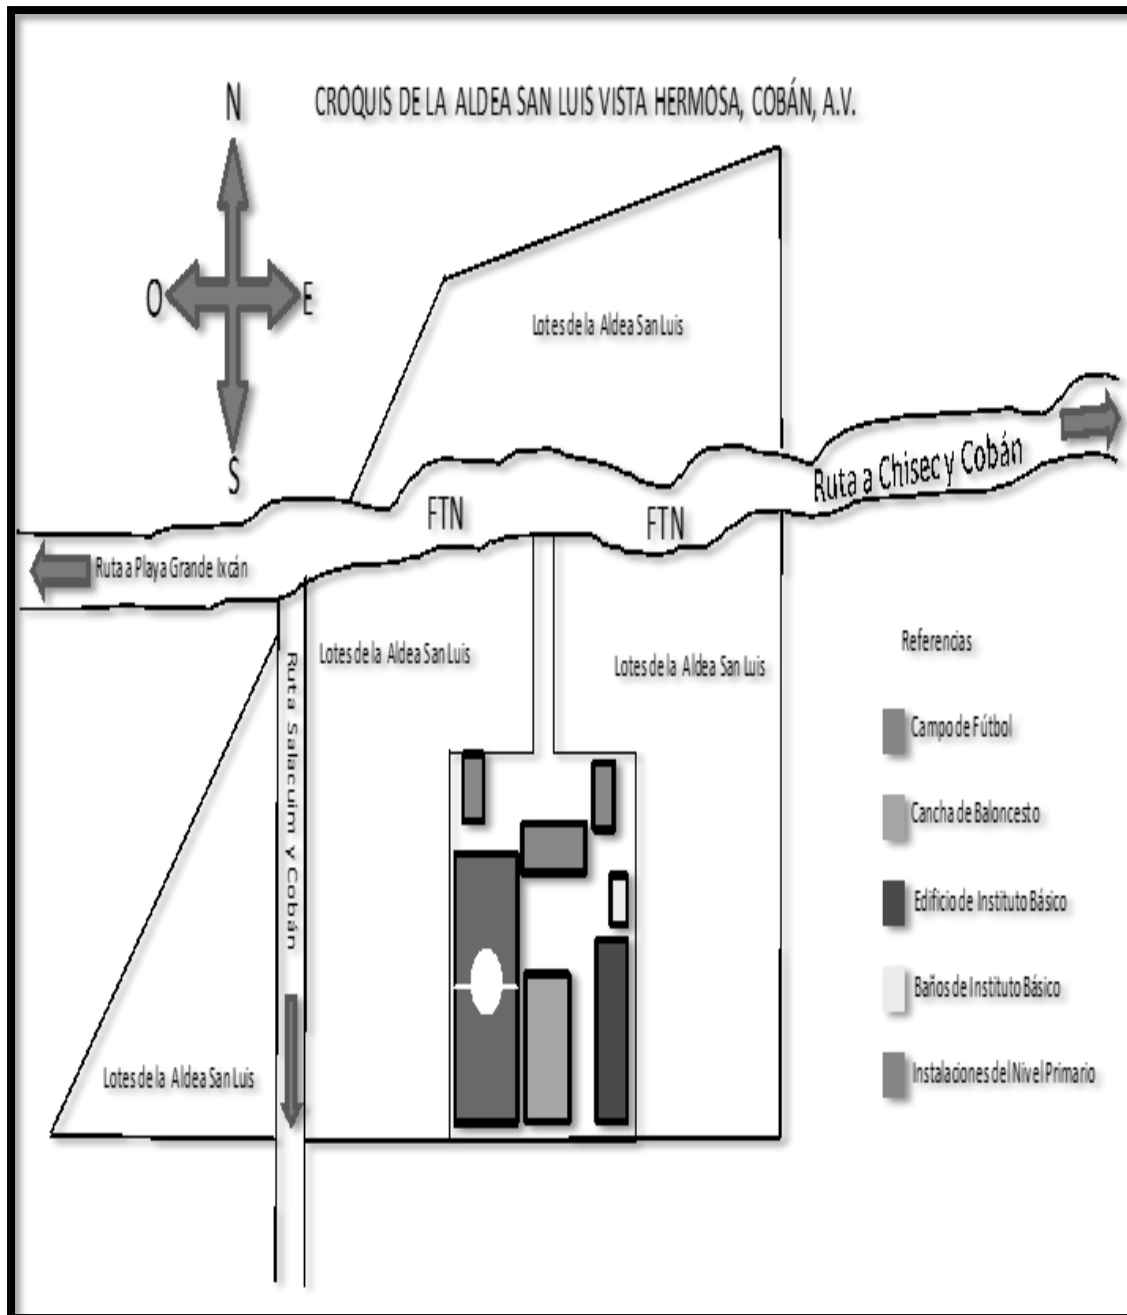 N
CROQUIS DE LA ALDEA SAN LUIS VISTA HERMOSA, COBÁN, A.V.
O
E
S
Lotes de la Aldea San Luis
Ruta a Chisec y Cobán
FTN
FTN
Ruta a Playa Grande Ixcán
Lotes de la Aldea San Luis
Lotes de la Aldea San Luis
Ruta Salacuim y Cobán
Lotes de la Aldea San Luis
Referencias
Campo de Fútbol
Cancha de Baloncesto
Edificio de Instituto Básico
Baños de Instituto Básico
Instalaciones del Nivel Primario